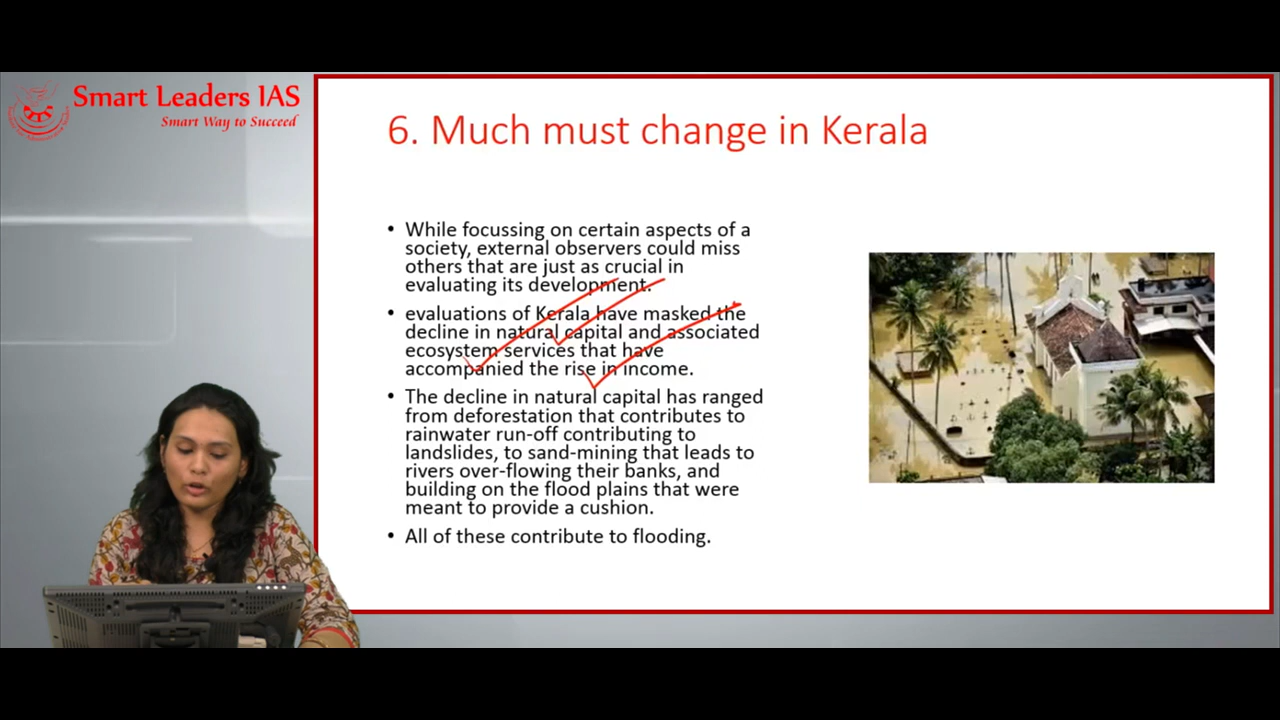 Smart Leaders IAS
Smart Way to Succeed
6. Much must change in Kerala
• While focussing on certain aspects of a
society, external observers could miss
others that are just as crucial in
evaluating its development.
• evaluations of Kerala have masked the
decline in natural capital and associated
ecosystem services that have
accompanied the rise in income.
• The decline in natural capital has ranged
from deforestation that contributes to
rainwater run-off contributing to
landslides, to sand-mining that leads to
rivers over-flowing their banks, and
building on the flood plains that were
meant to provide a cushion.
• All of these contribute to flooding.